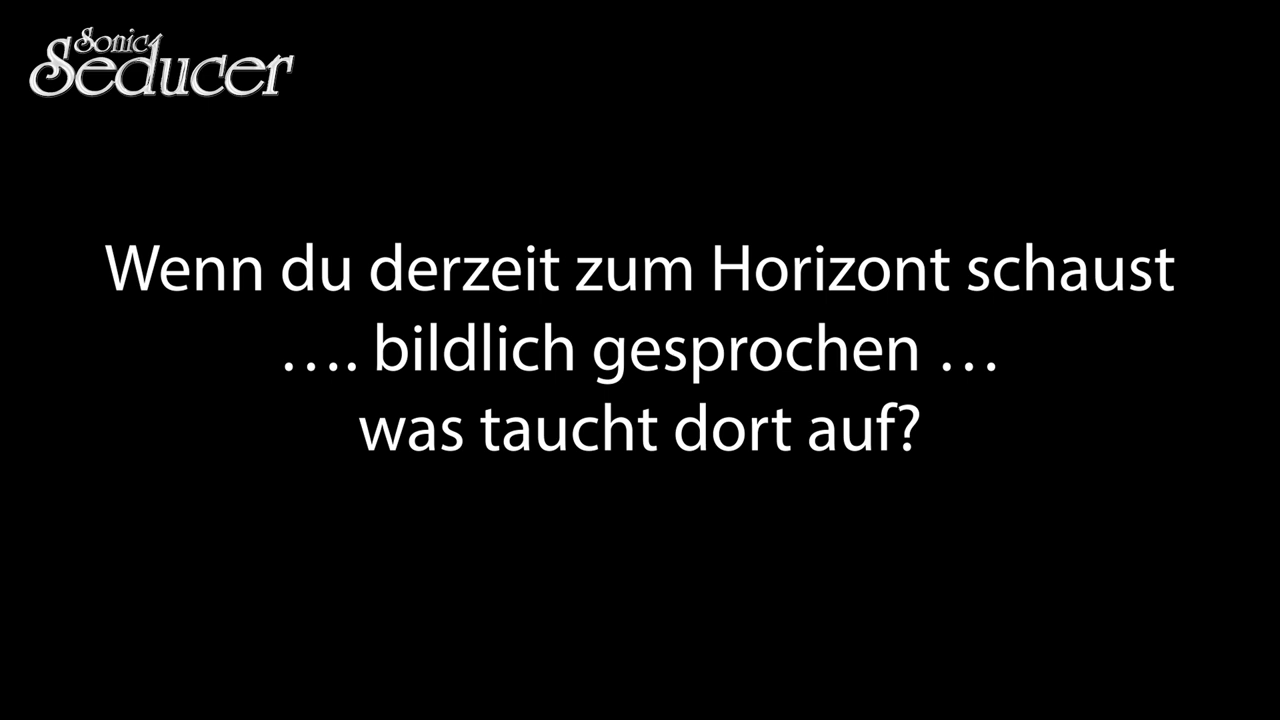 Sonic
Seducer
Wenn du derzeit zum Horizont schaust
…. bildlich gesprochen …
was taucht dort auf?